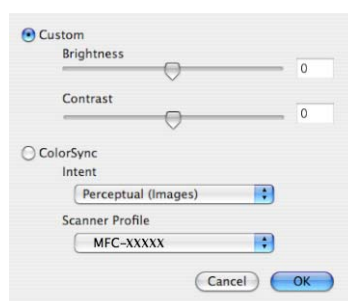 Custom
Brightness
0
Contrast
0
ColorSync
Intent
Perceptual (Images)
Scanner Profile
MFC-XXXXX
Cancel OK